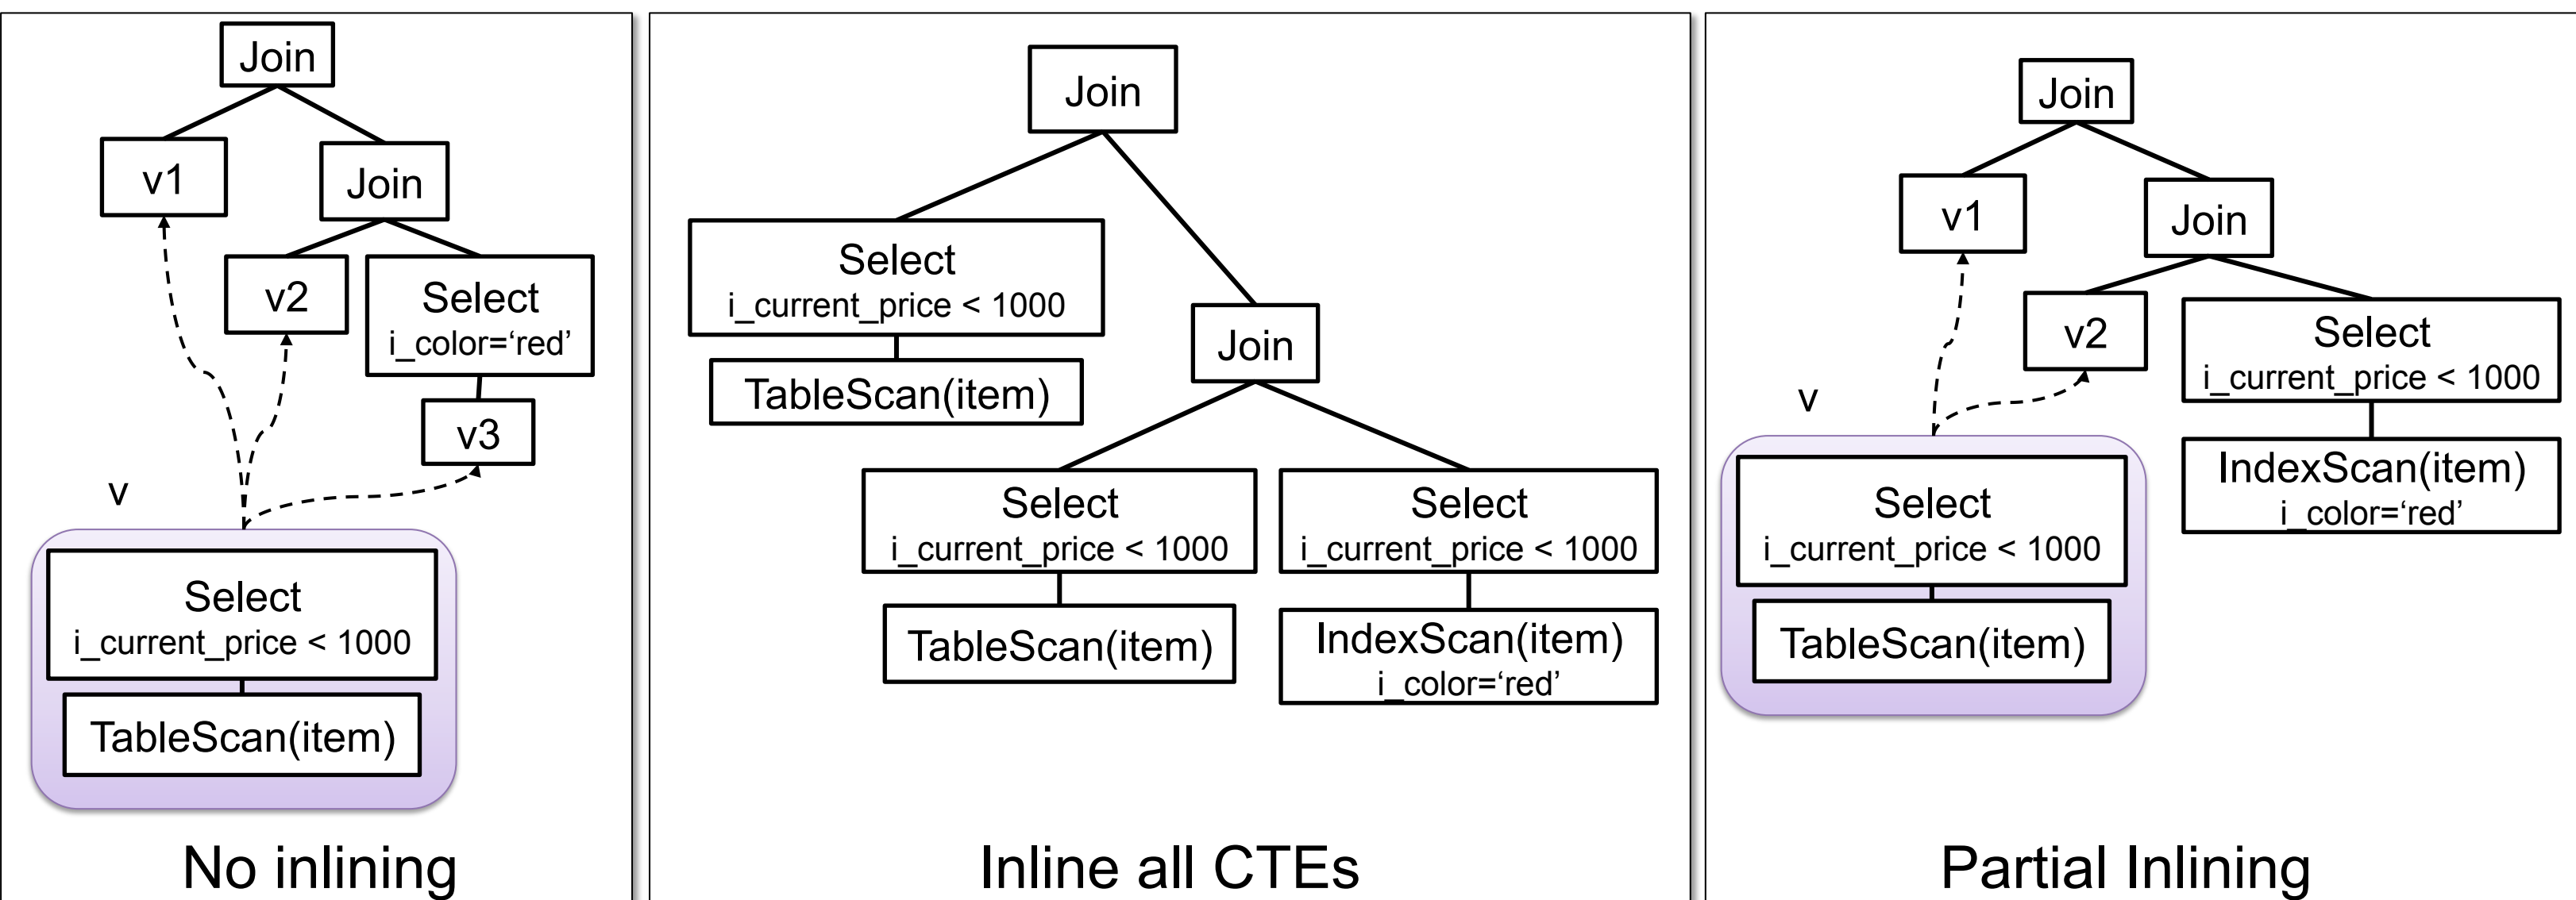 Join
v1
Join
v2
Select
i_color=‘red’
v3
v
Select
i_current_price < 1000
TableScan(item)
No inlining
Join
Select
i_current_price < 1000
TableScan(item)
Join
Select
i_current_price < 1000
TableScan(item)
Select
i_current_price < 1000
IndexScan(item)
i_color=‘red’
Inline all CTEs
Join
v1
Join
v2
Select
i_current_price < 1000
IndexScan(item)
i_color=‘red’
v
Select
i_current_price < 1000
TableScan(item)
Partial Inlining